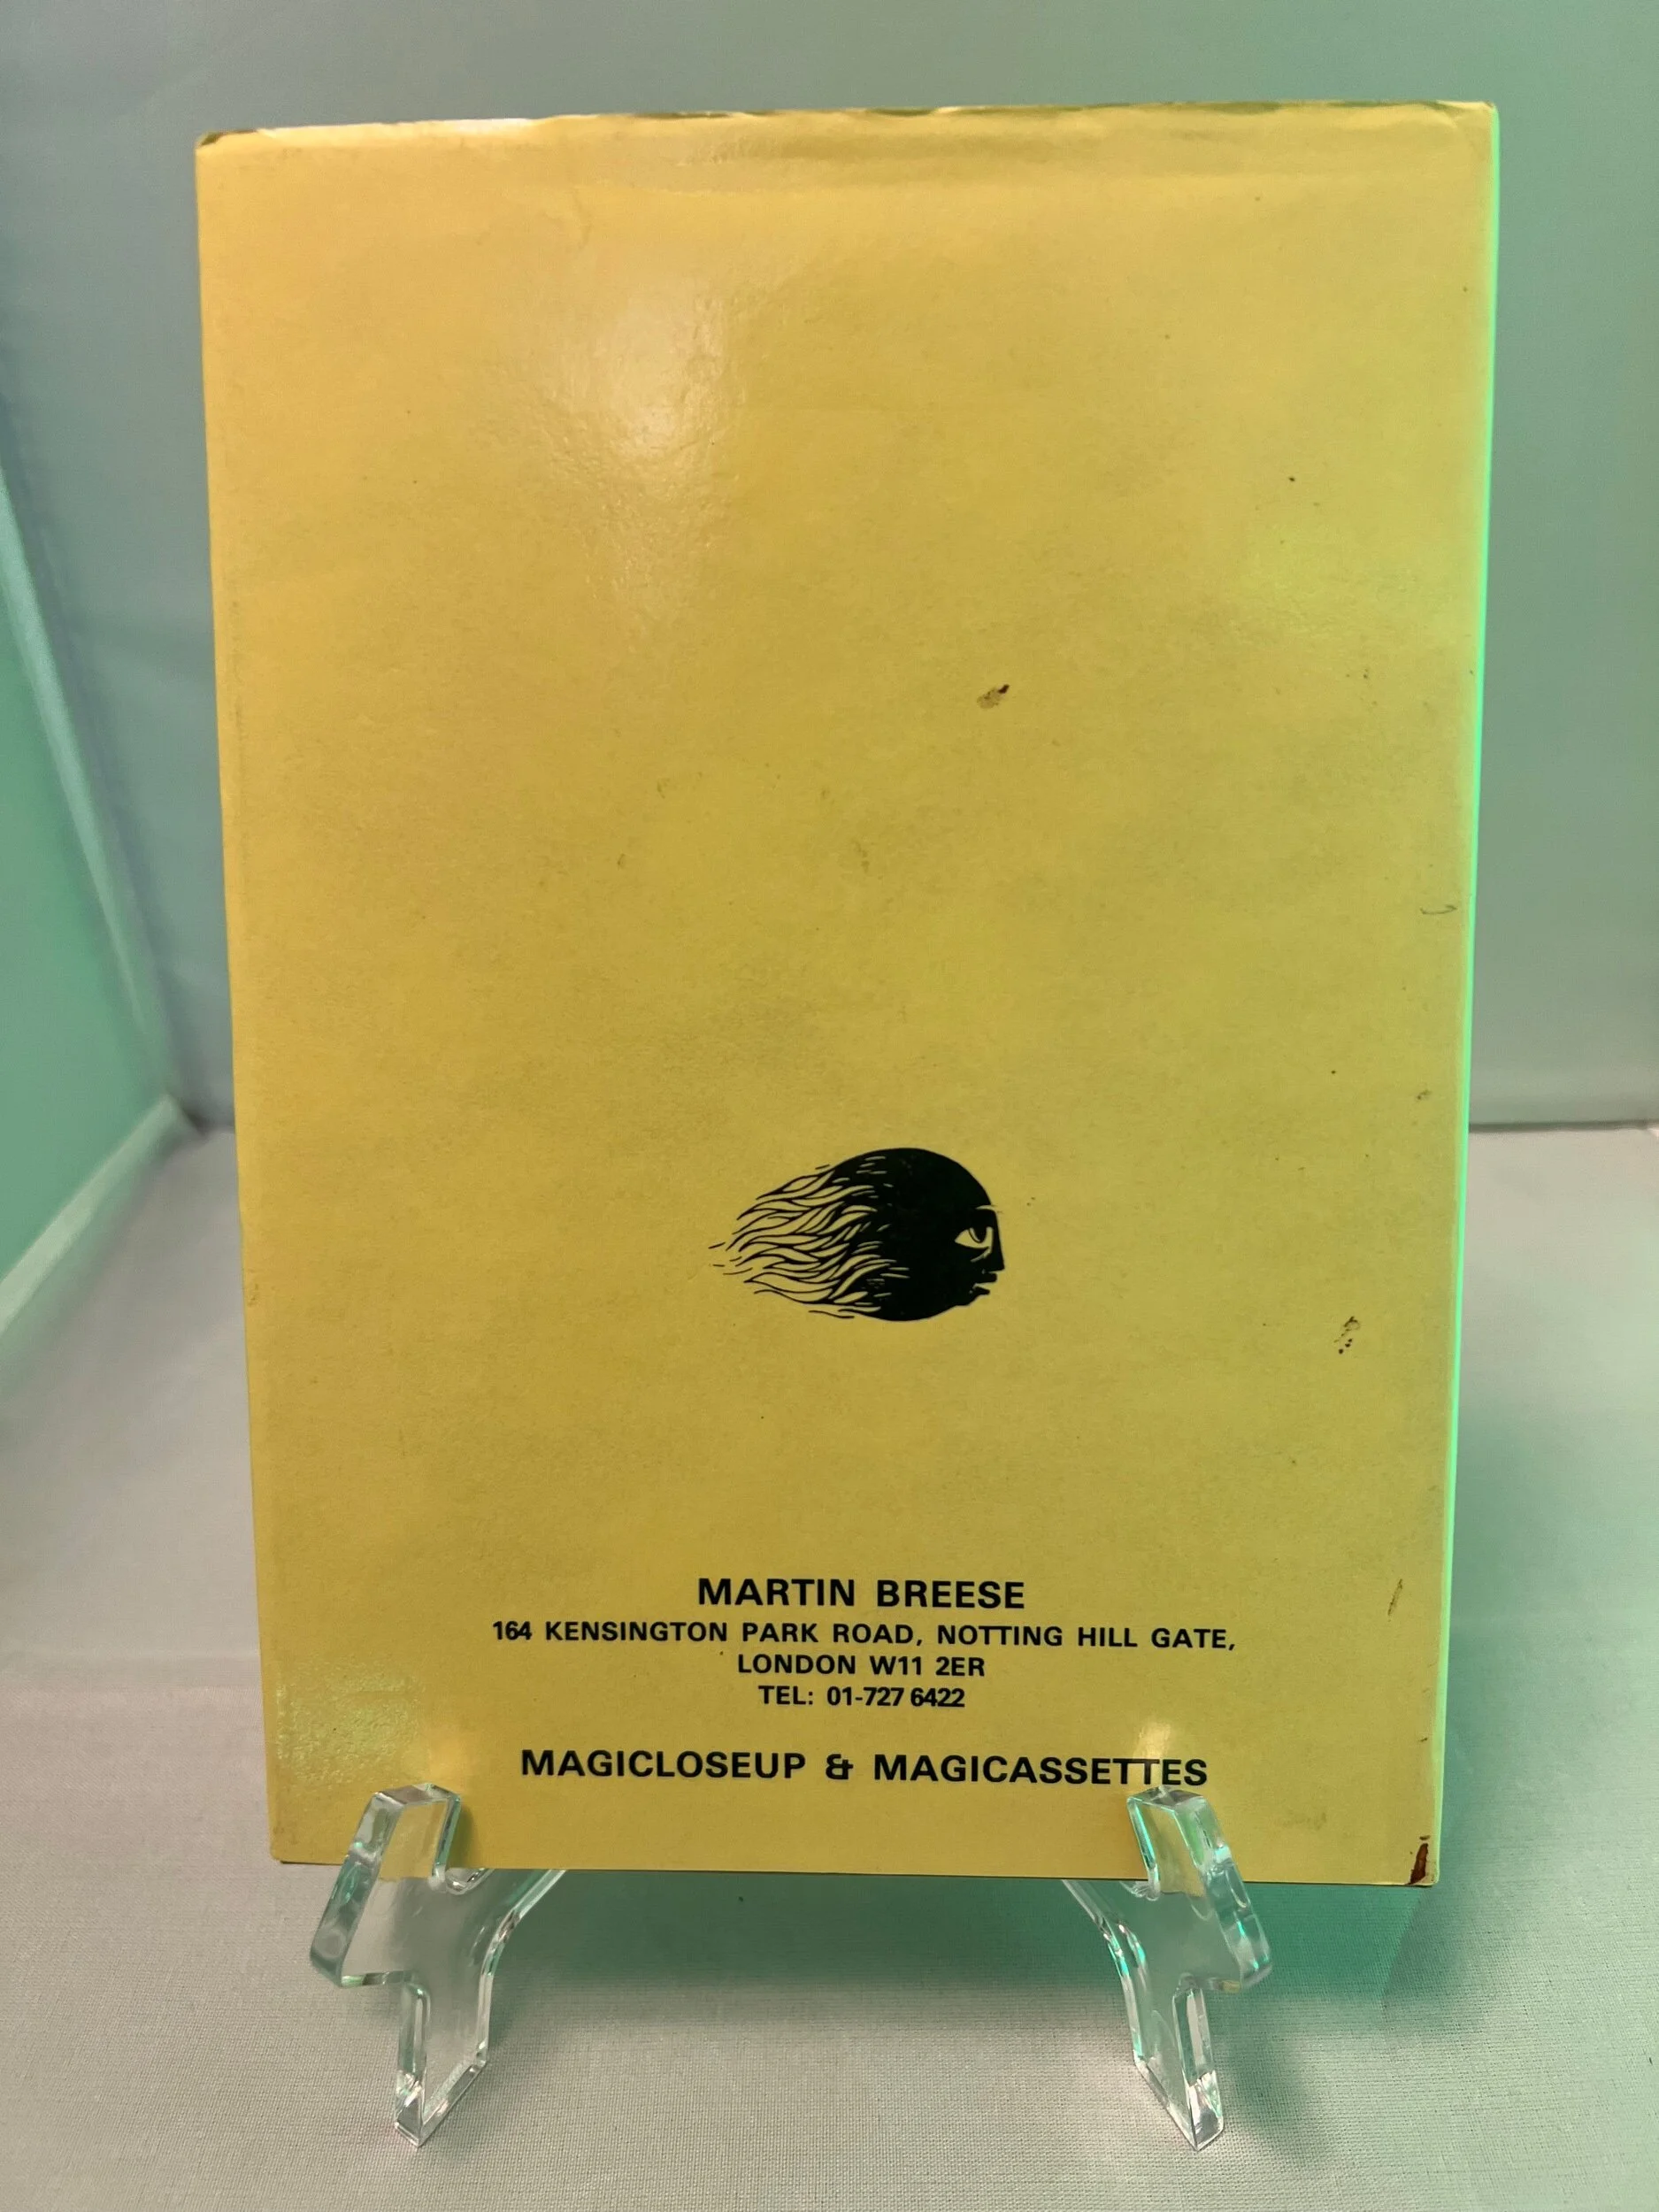 MARTIN BREESE
164 KENSINGTON PARK ROAD, NOTTING HILL GATE,
LONDON W11 2ER
TEL: 01-727 6422
MAGICLOSEUP & MAGICASSETTES